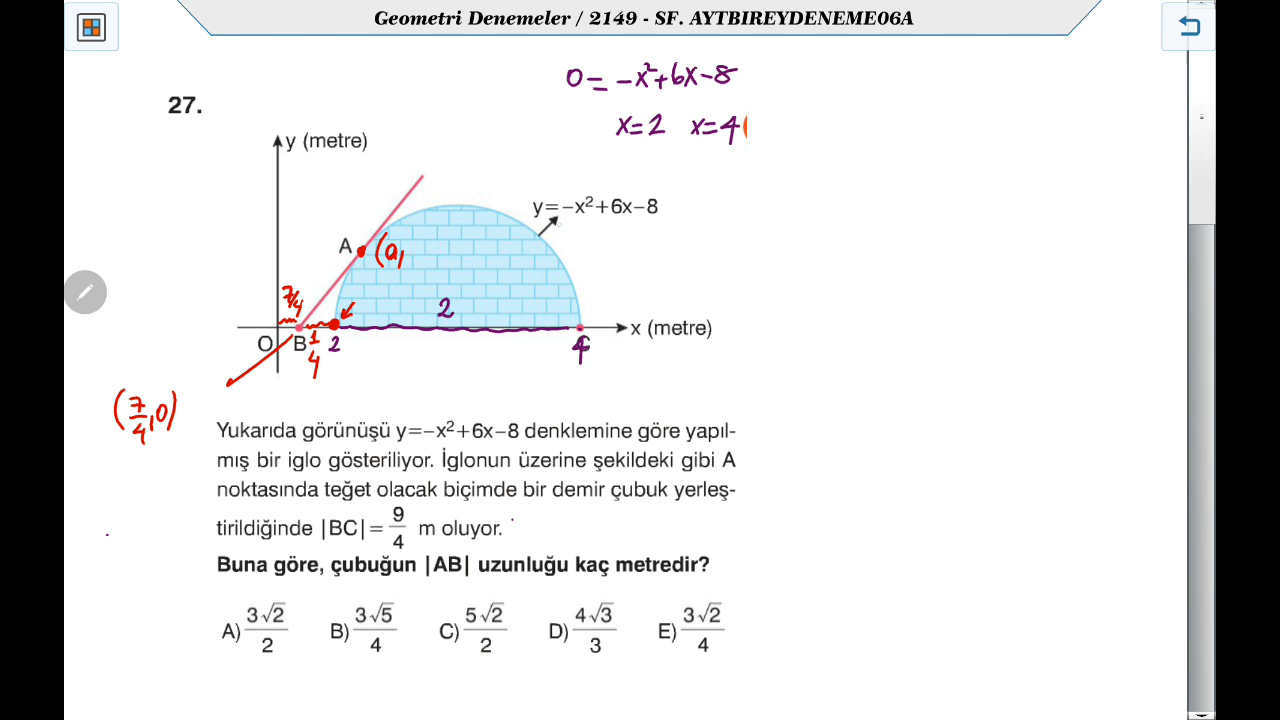 Geometri Denemeler / 2149 - SF. AYTBIREYDENEME06A
0 = -x²+6x-8
x=2 x=4
27.
y (metre)
y=-x²+6x-8
A
(a,
7/4
2
x (metre)
O
B
1/4
2
4
C
(7/4,0)
Yukarıda görünüşü y=-x²+6x-8 denklemine göre yapıl-
mış bir iglo gösteriliyor. İglonun üzerine şekildeki gibi A
noktasında teğet olacak biçimde bir demir çubuk yerleş-
tirildiğinde |BC|= 9/4 m oluyor.
Buna göre, çubuğun |AB| uzunluğu kaç metredir?
A) 3√2/2 B) 3√5/4 C) 5√2/2 D) 4√3/3 E) 3√2/4